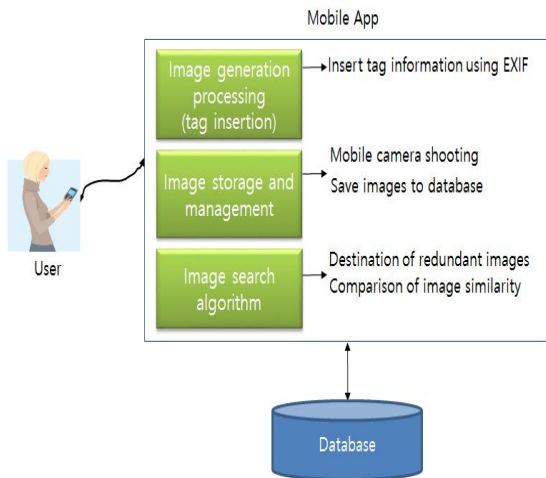 Mobile App
Image generation
processing
(tag insertion)
Insert tag information using EXIF
Image storage and
management
Mobile camera shooting
Save images to database
User
Image search
algorithm
Destination of redundant images
Comparison of image similarity
Database